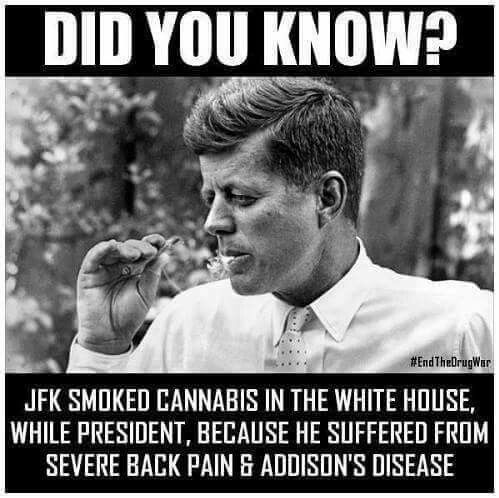 DID YOU KNOW?
#EndTheDrugWar
JFK SMOKED CANNABIS IN THE WHITE HOUSE,
WHILE PRESIDENT, BECAUSE HE SUFFERED FROM
SEVERE BACK PAIN & ADDISON'S DISEASE